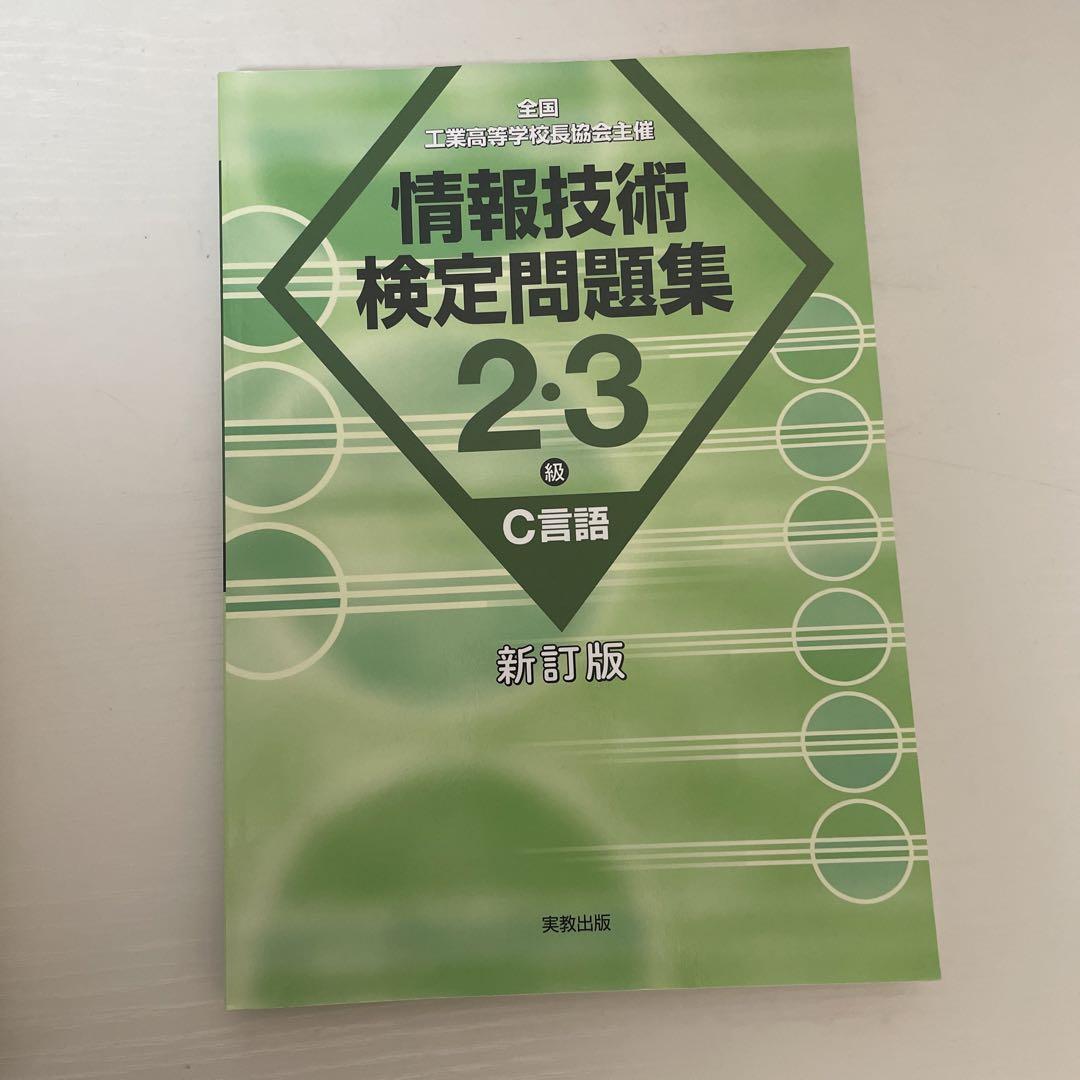 全国
工業高等学校長協会主催
情報技術
検定問題集
2・3
級
C言語
新訂版
実教出版